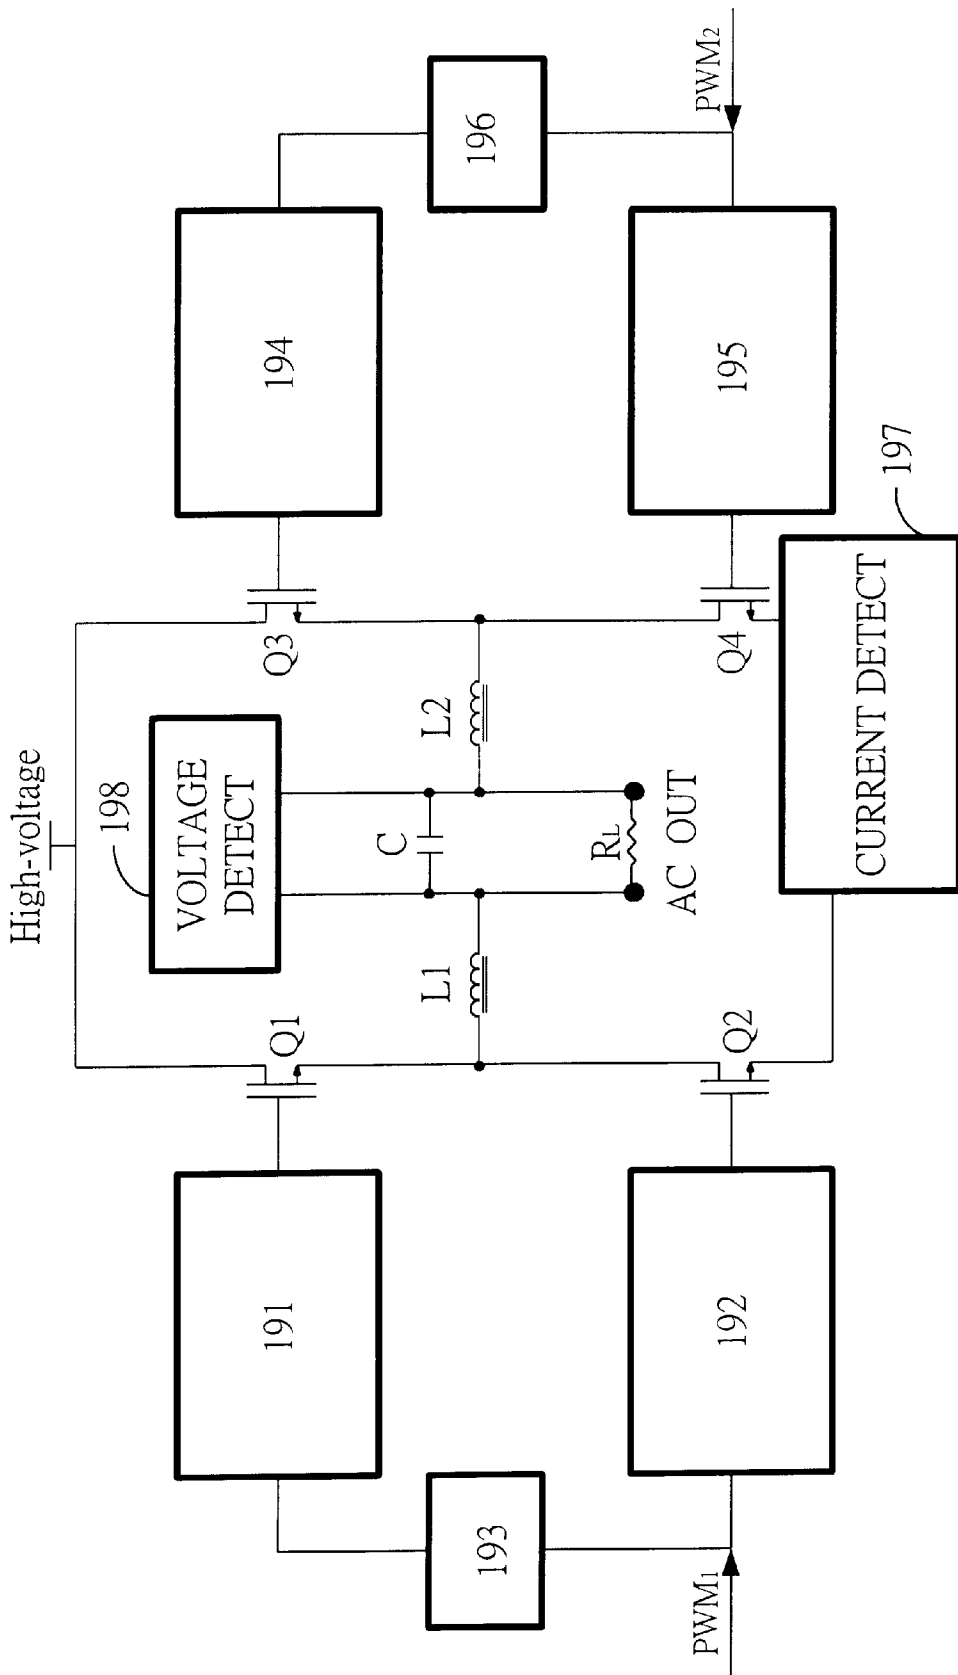 High-voltage
198
VOLTAGE
DETECT
191
Q1
Q3
194
193
L1
C
L2
196
RL
AC OUT
PWM1
192
Q2
Q4
195
PWM2
CURRENT DETECT
197